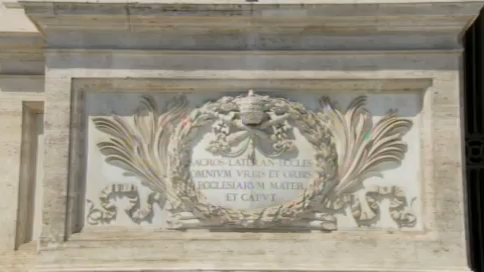 SACROS·LATERAN·ECCLES
OMNIVM VRBIS ET ORBIS
ECCLESIARVM MATER
ET CAPVT